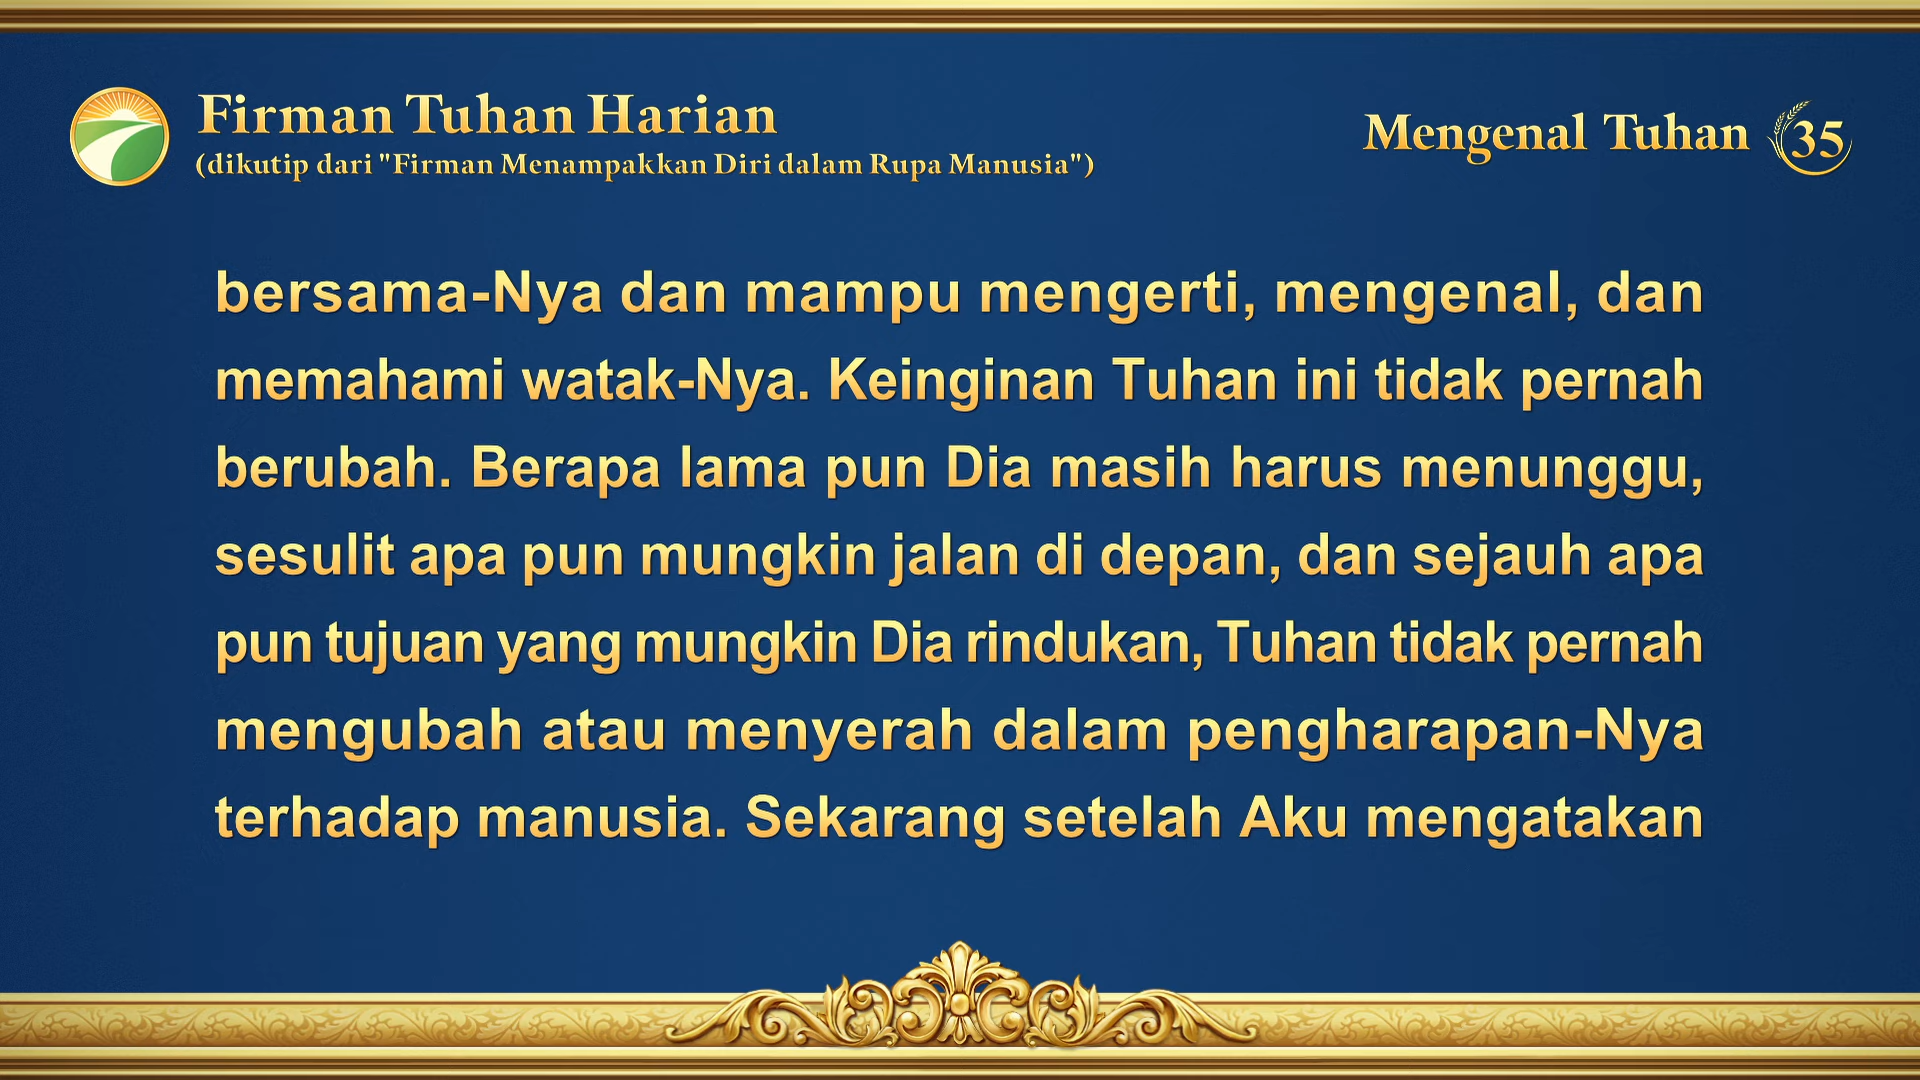 Firman Tuhan Harian
(dikutip dari "Firman Menampakkan Diri dalam Rupa Manusia")
Mengenal Tuhan 35
bersama-Nya dan mampu mengerti, mengenal, dan
memahami watak-Nya. Keinginan Tuhan ini tidak pernah
berubah. Berapa lama pun Dia masih harus menunggu,
sesulit apa pun mungkin jalan di depan, dan sejauh apa
pun tujuan yang mungkin Dia rindukan, Tuhan tidak pernah
mengubah atau menyerah dalam pengharapan-Nya
terhadap manusia. Sekarang setelah Aku mengatakan